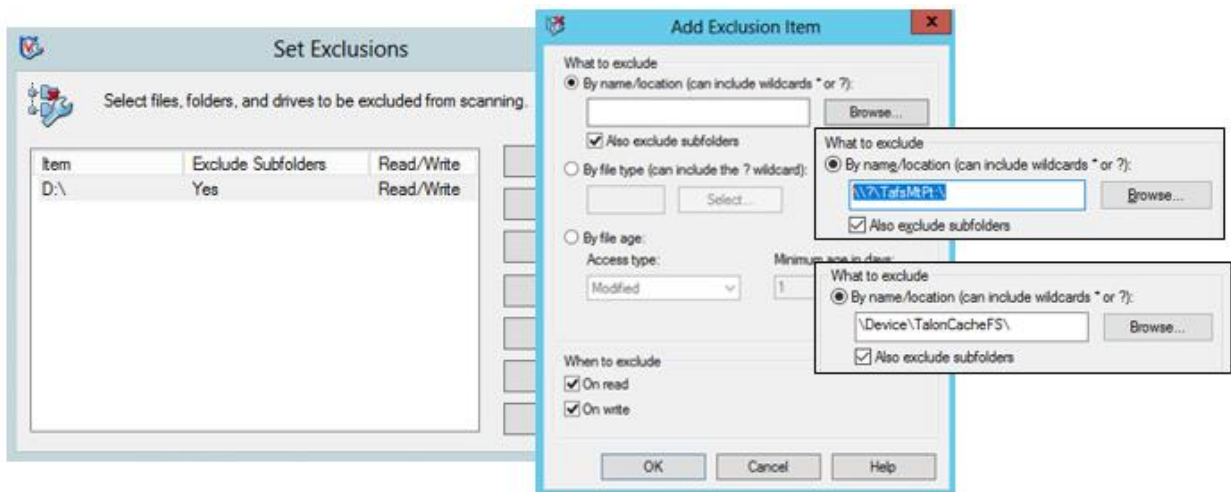 Set Exclusions
Select files, folders, and drives to be excluded from scanning.
Item Exclude Subfolders Read/Write
D:\ Yes Read/Write
Add Exclusion Item
x
What to exclude
By name/location (can include wildcards * or ?):
Browse...
Also exclude subfolders
By file type (can include the ? wildcard):
Select...
By file age:
Access type: Minimum age in days:
Modified 1
When to exclude
On read
On write
OK Cancel Help
What to exclude
By name/location (can include wildcards * or ?):
\\?\TafsMtPt:\ Browse...
Also exclude subfolders
What to exclude
By name/location (can include wildcards * or ?):
\Device\TalonCacheFS\ Browse...
Also exclude subfolders